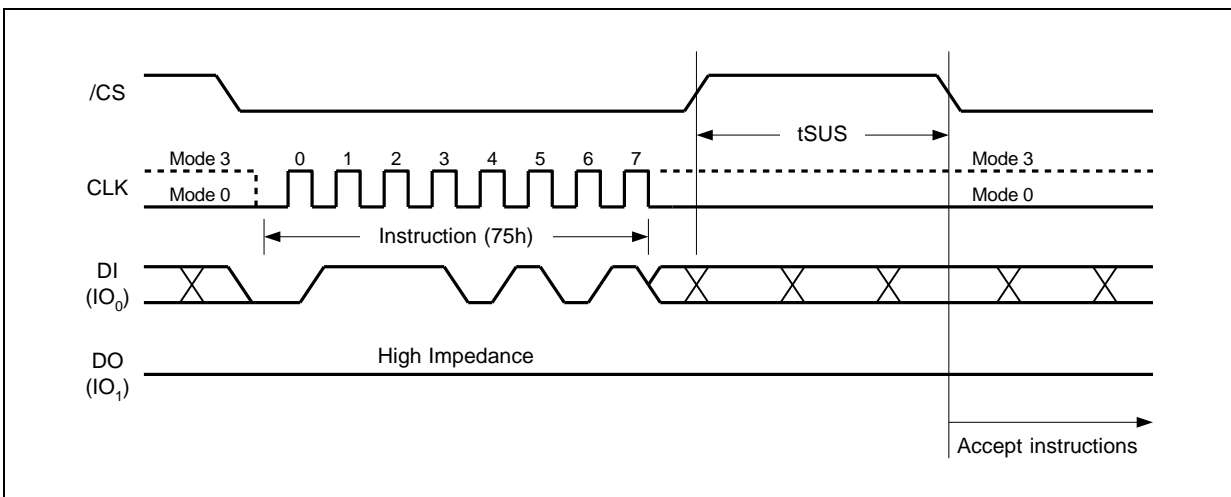 /CS
tSUS
Mode 3 0 1 2 3 4 5 6 7 Mode 3
CLK
Mode 0 Mode 0
Instruction (75h)
DI
(IO₀)
High Impedance
DO
(IO₁)
Accept instructions